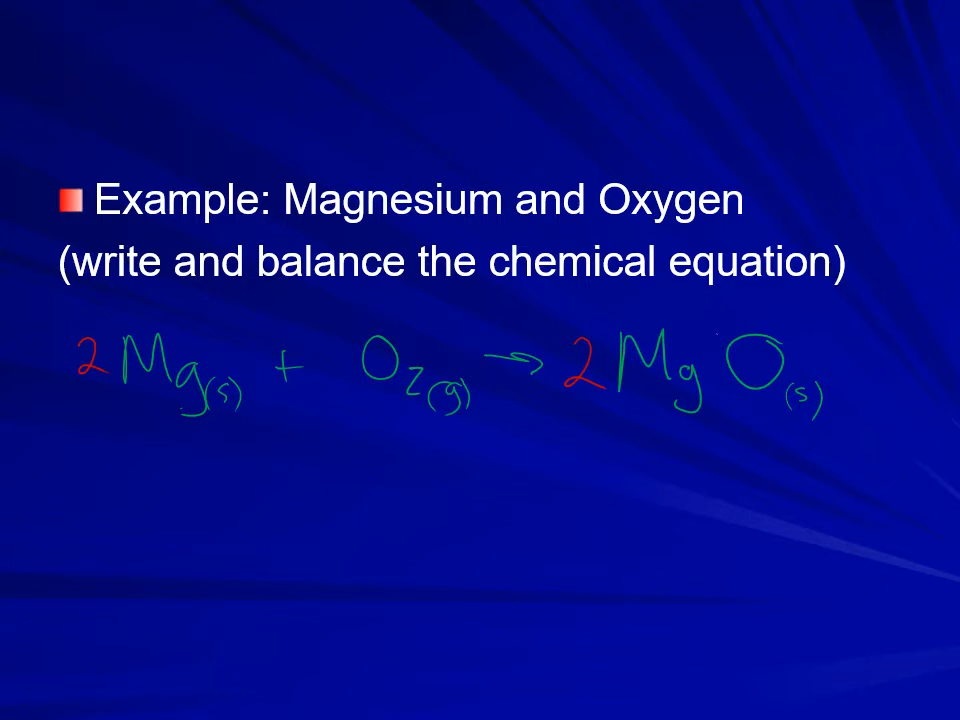 Example: Magnesium and Oxygen
(write and balance the chemical equation)
2Mg(s) + O2(g) → 2MgO(s)